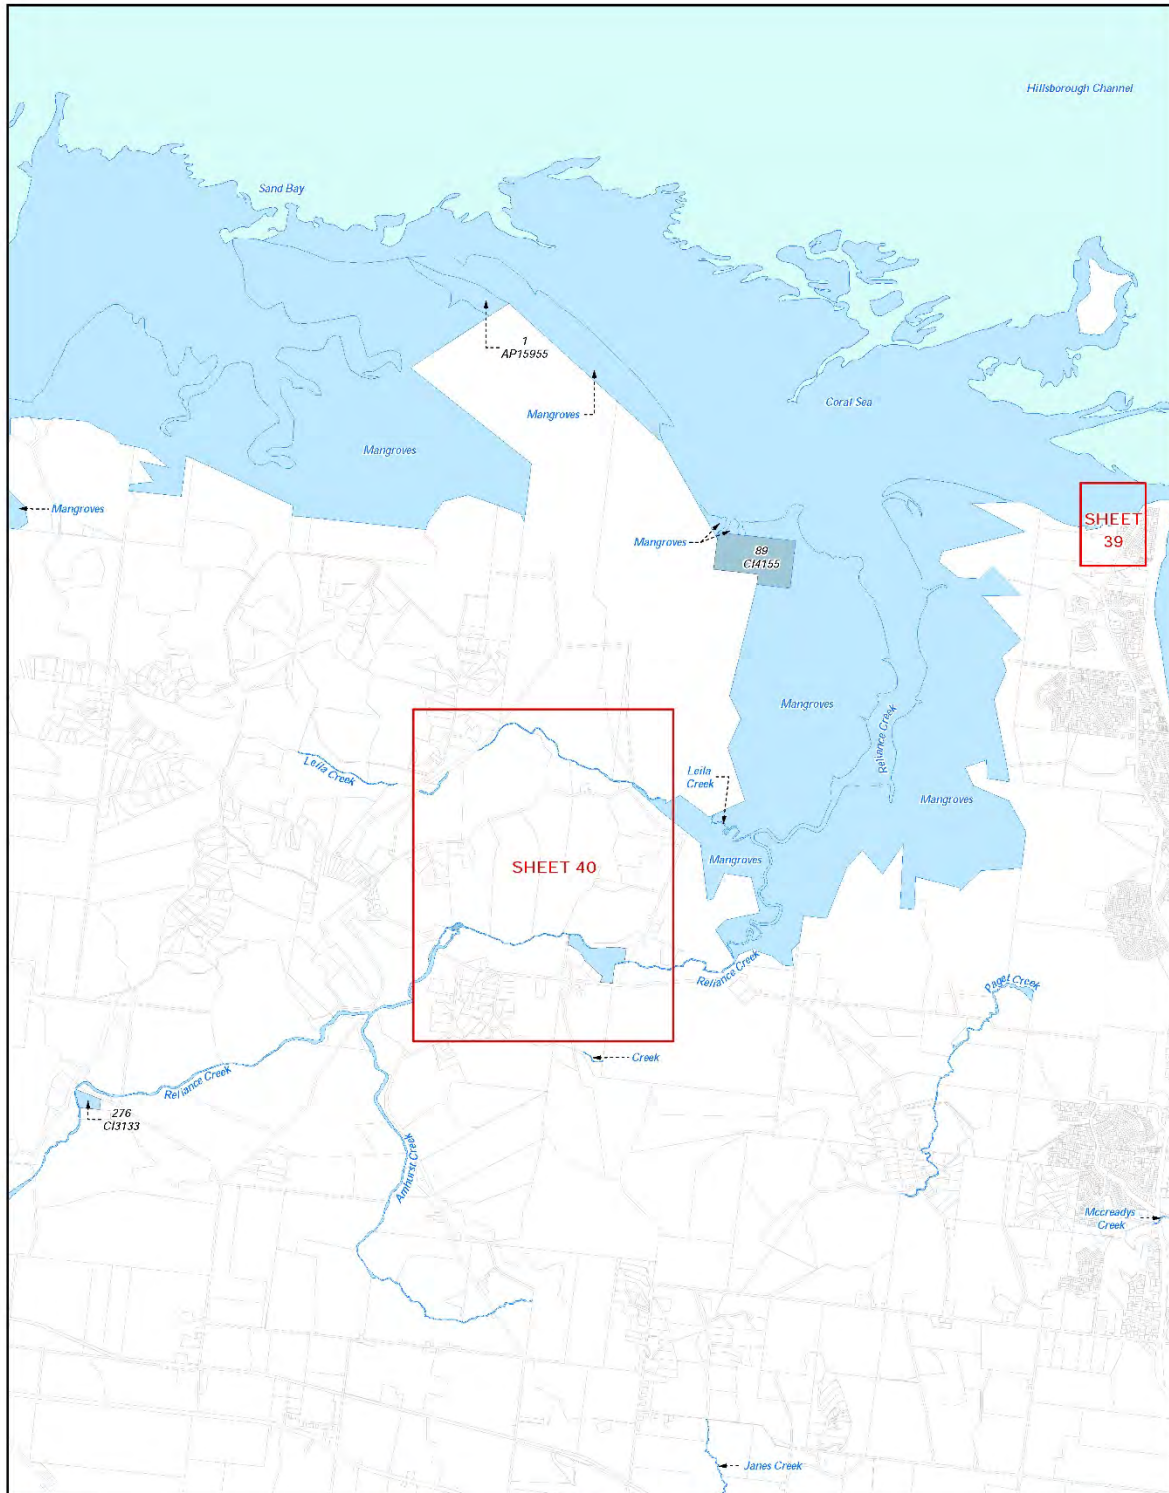 Hillsborough Channel
Sand Bay
1
AP15955
Coral Sea
Mangroves
Mangroves
Mangroves
SHEET
39
Mangroves
89
CI4155
Mangroves
Reliance Creek
Leila Creek
Leila
Creek
Mangroves
Mangroves
SHEET 40
Reliance Creek
Paget Creek
Creek
Reliance Creek
276
CI3133
Amhurst Creek
Mccreadys
Creek
Janes Creek